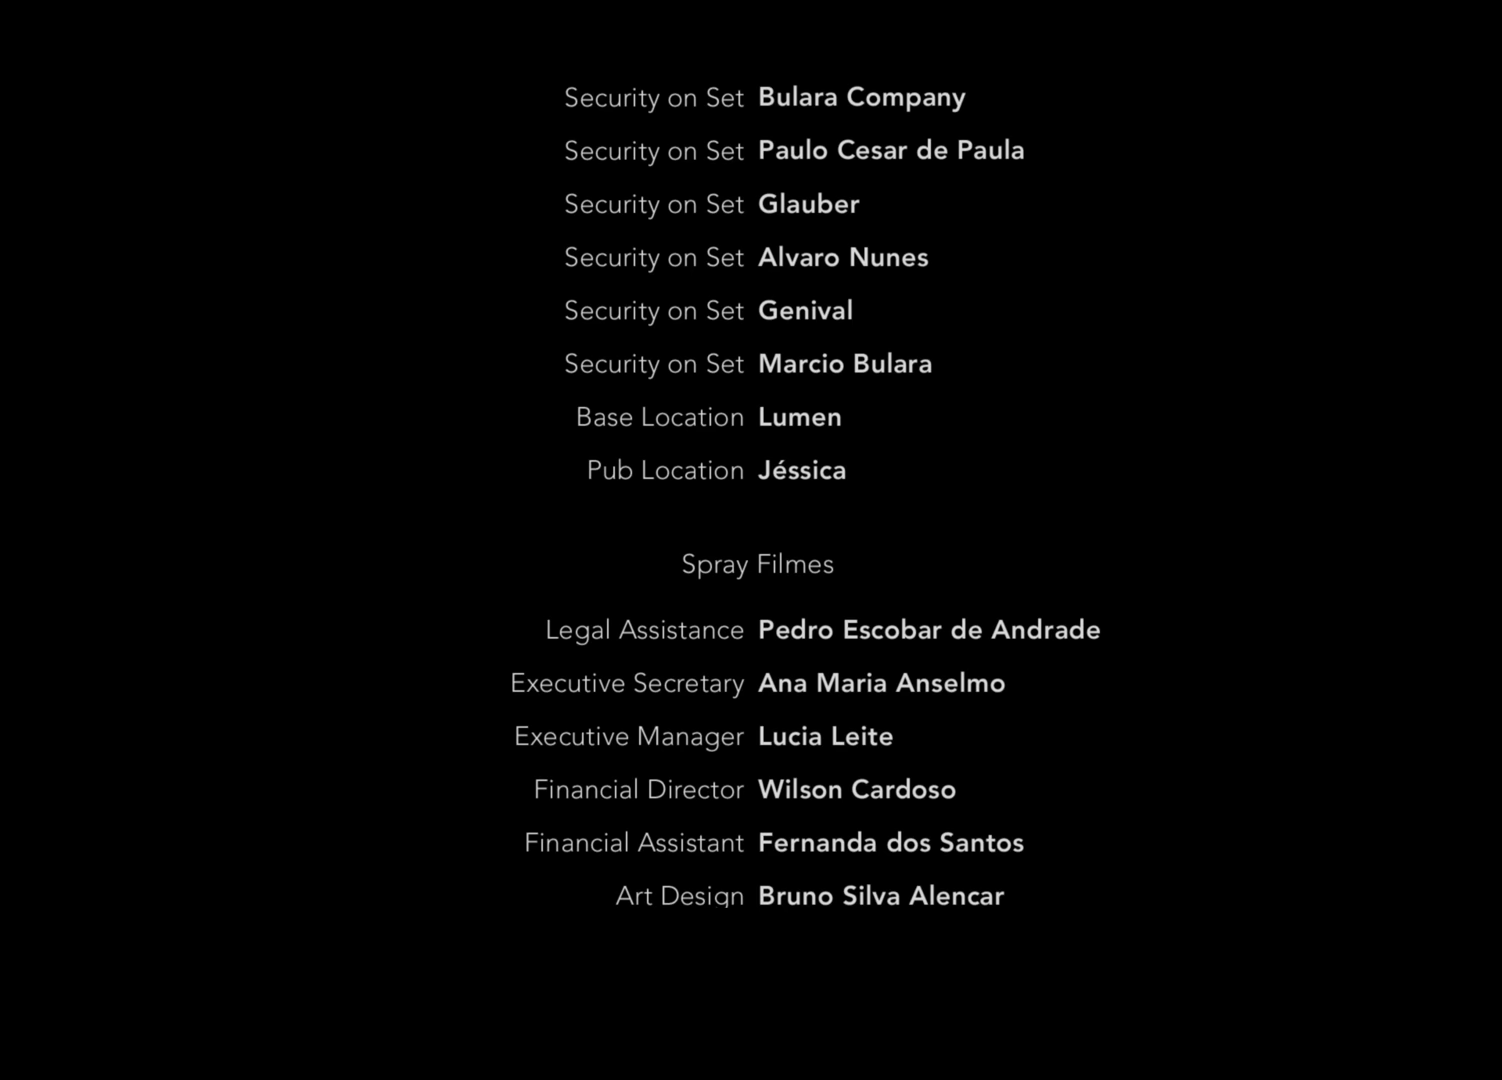 Security on Set Bulara Company
Security on Set Paulo Cesar de Paula
Security on Set Glauber
Security on Set Alvaro Nunes
Security on Set Genival
Security on Set Marcio Bulara
Base Location Lumen
Pub Location Jéssica
Spray Filmes
Legal Assistance Pedro Escobar de Andrade
Executive Secretary Ana Maria Anselmo
Executive Manager Lucia Leite
Financial Director Wilson Cardoso
Financial Assistant Fernanda dos Santos
Art Design Bruno Silva Alencar